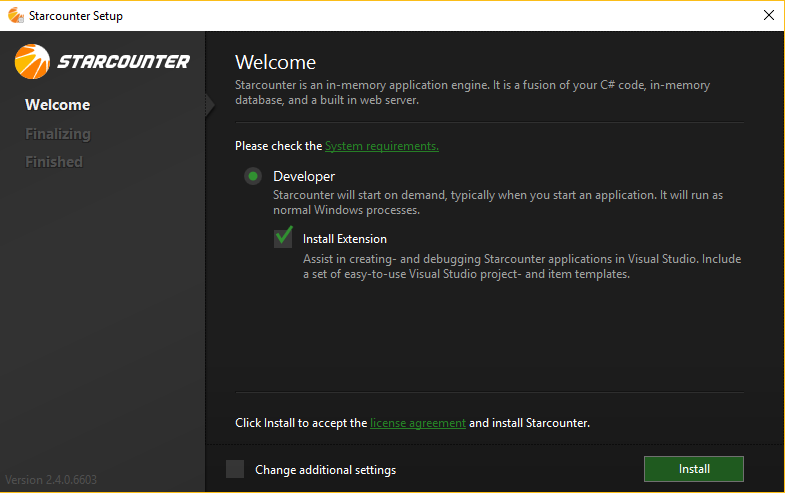 Starcounter Setup
STARCOUNTER
Welcome
Finalizing
Finished
Version 2.4.0.6603
Welcome
Starcounter is an in-memory application engine. It is a fusion of your C# code, in-memory
database, and a built in web server.
Please check the System requirements.
Developer
Starcounter will start on demand, typically when you start an application. It will run as
normal Windows processes.
Install Extension
Assist in creating- and debugging Starcounter applications in Visual Studio. Include
a set of easy-to-use Visual Studio project- and item templates.
Click Install to accept the license agreement and install Starcounter.
Change additional settings
Install